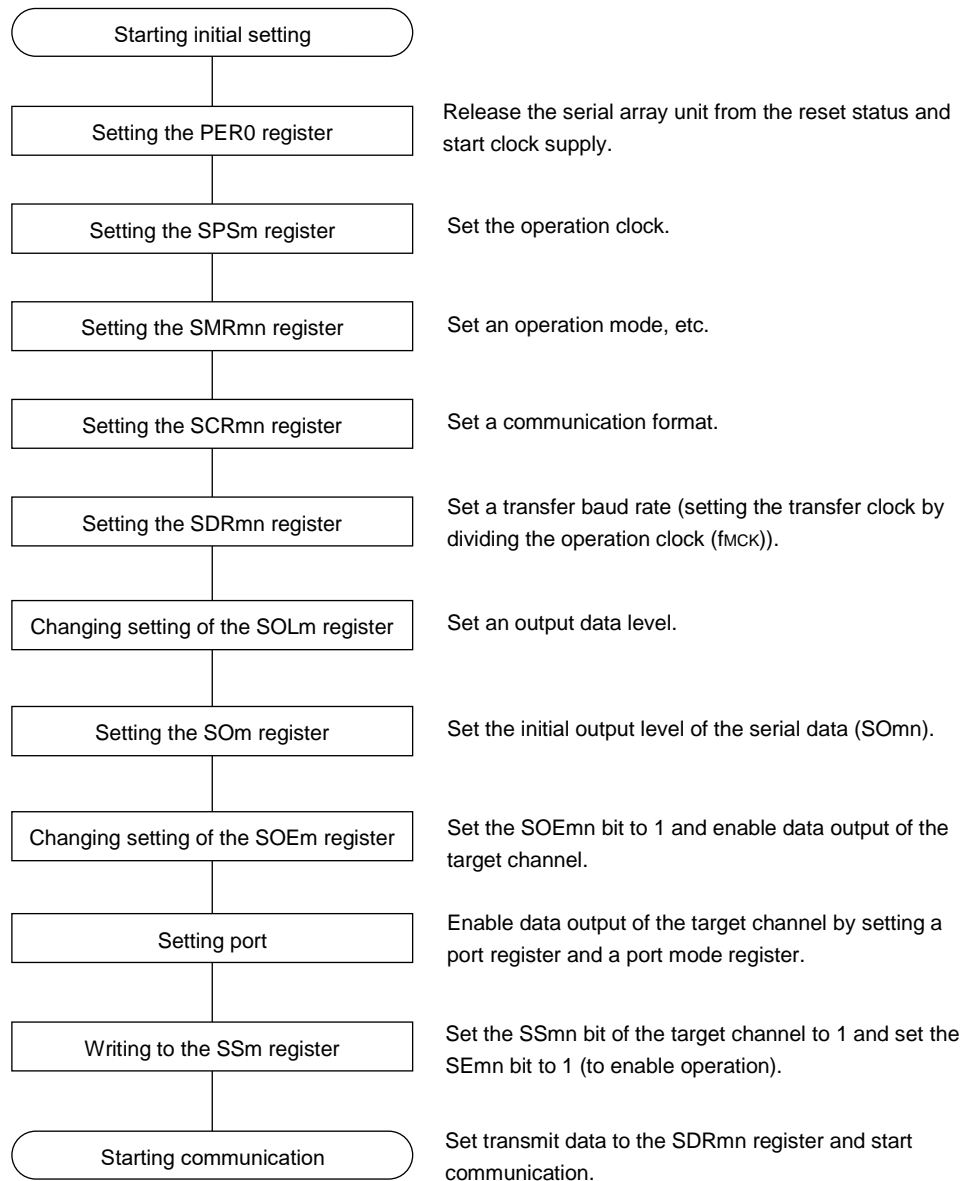 Starting initial setting
Setting the PER0 register
Release the serial array unit from the reset status and
start clock supply.
Setting the SPSm register
Set the operation clock.
Setting the SMRmn register
Set an operation mode, etc.
Setting the SCRmn register
Set a communication format.
Setting the SDRmn register
Set a transfer baud rate (setting the transfer clock by
dividing the operation clock (fMCK)).
Changing setting of the SOLm register
Set an output data level.
Setting the SOm register
Set the initial output level of the serial data (SOmn).
Changing setting of the SOEm register
Set the SOEmn bit to 1 and enable data output of the
target channel.
Setting port
Enable data output of the target channel by setting a
port register and a port mode register.
Writing to the SSm register
Set the SSmn bit of the target channel to 1 and set the
SEmn bit to 1 (to enable operation).
Starting communication
Set transmit data to the SDRmn register and start
communication.